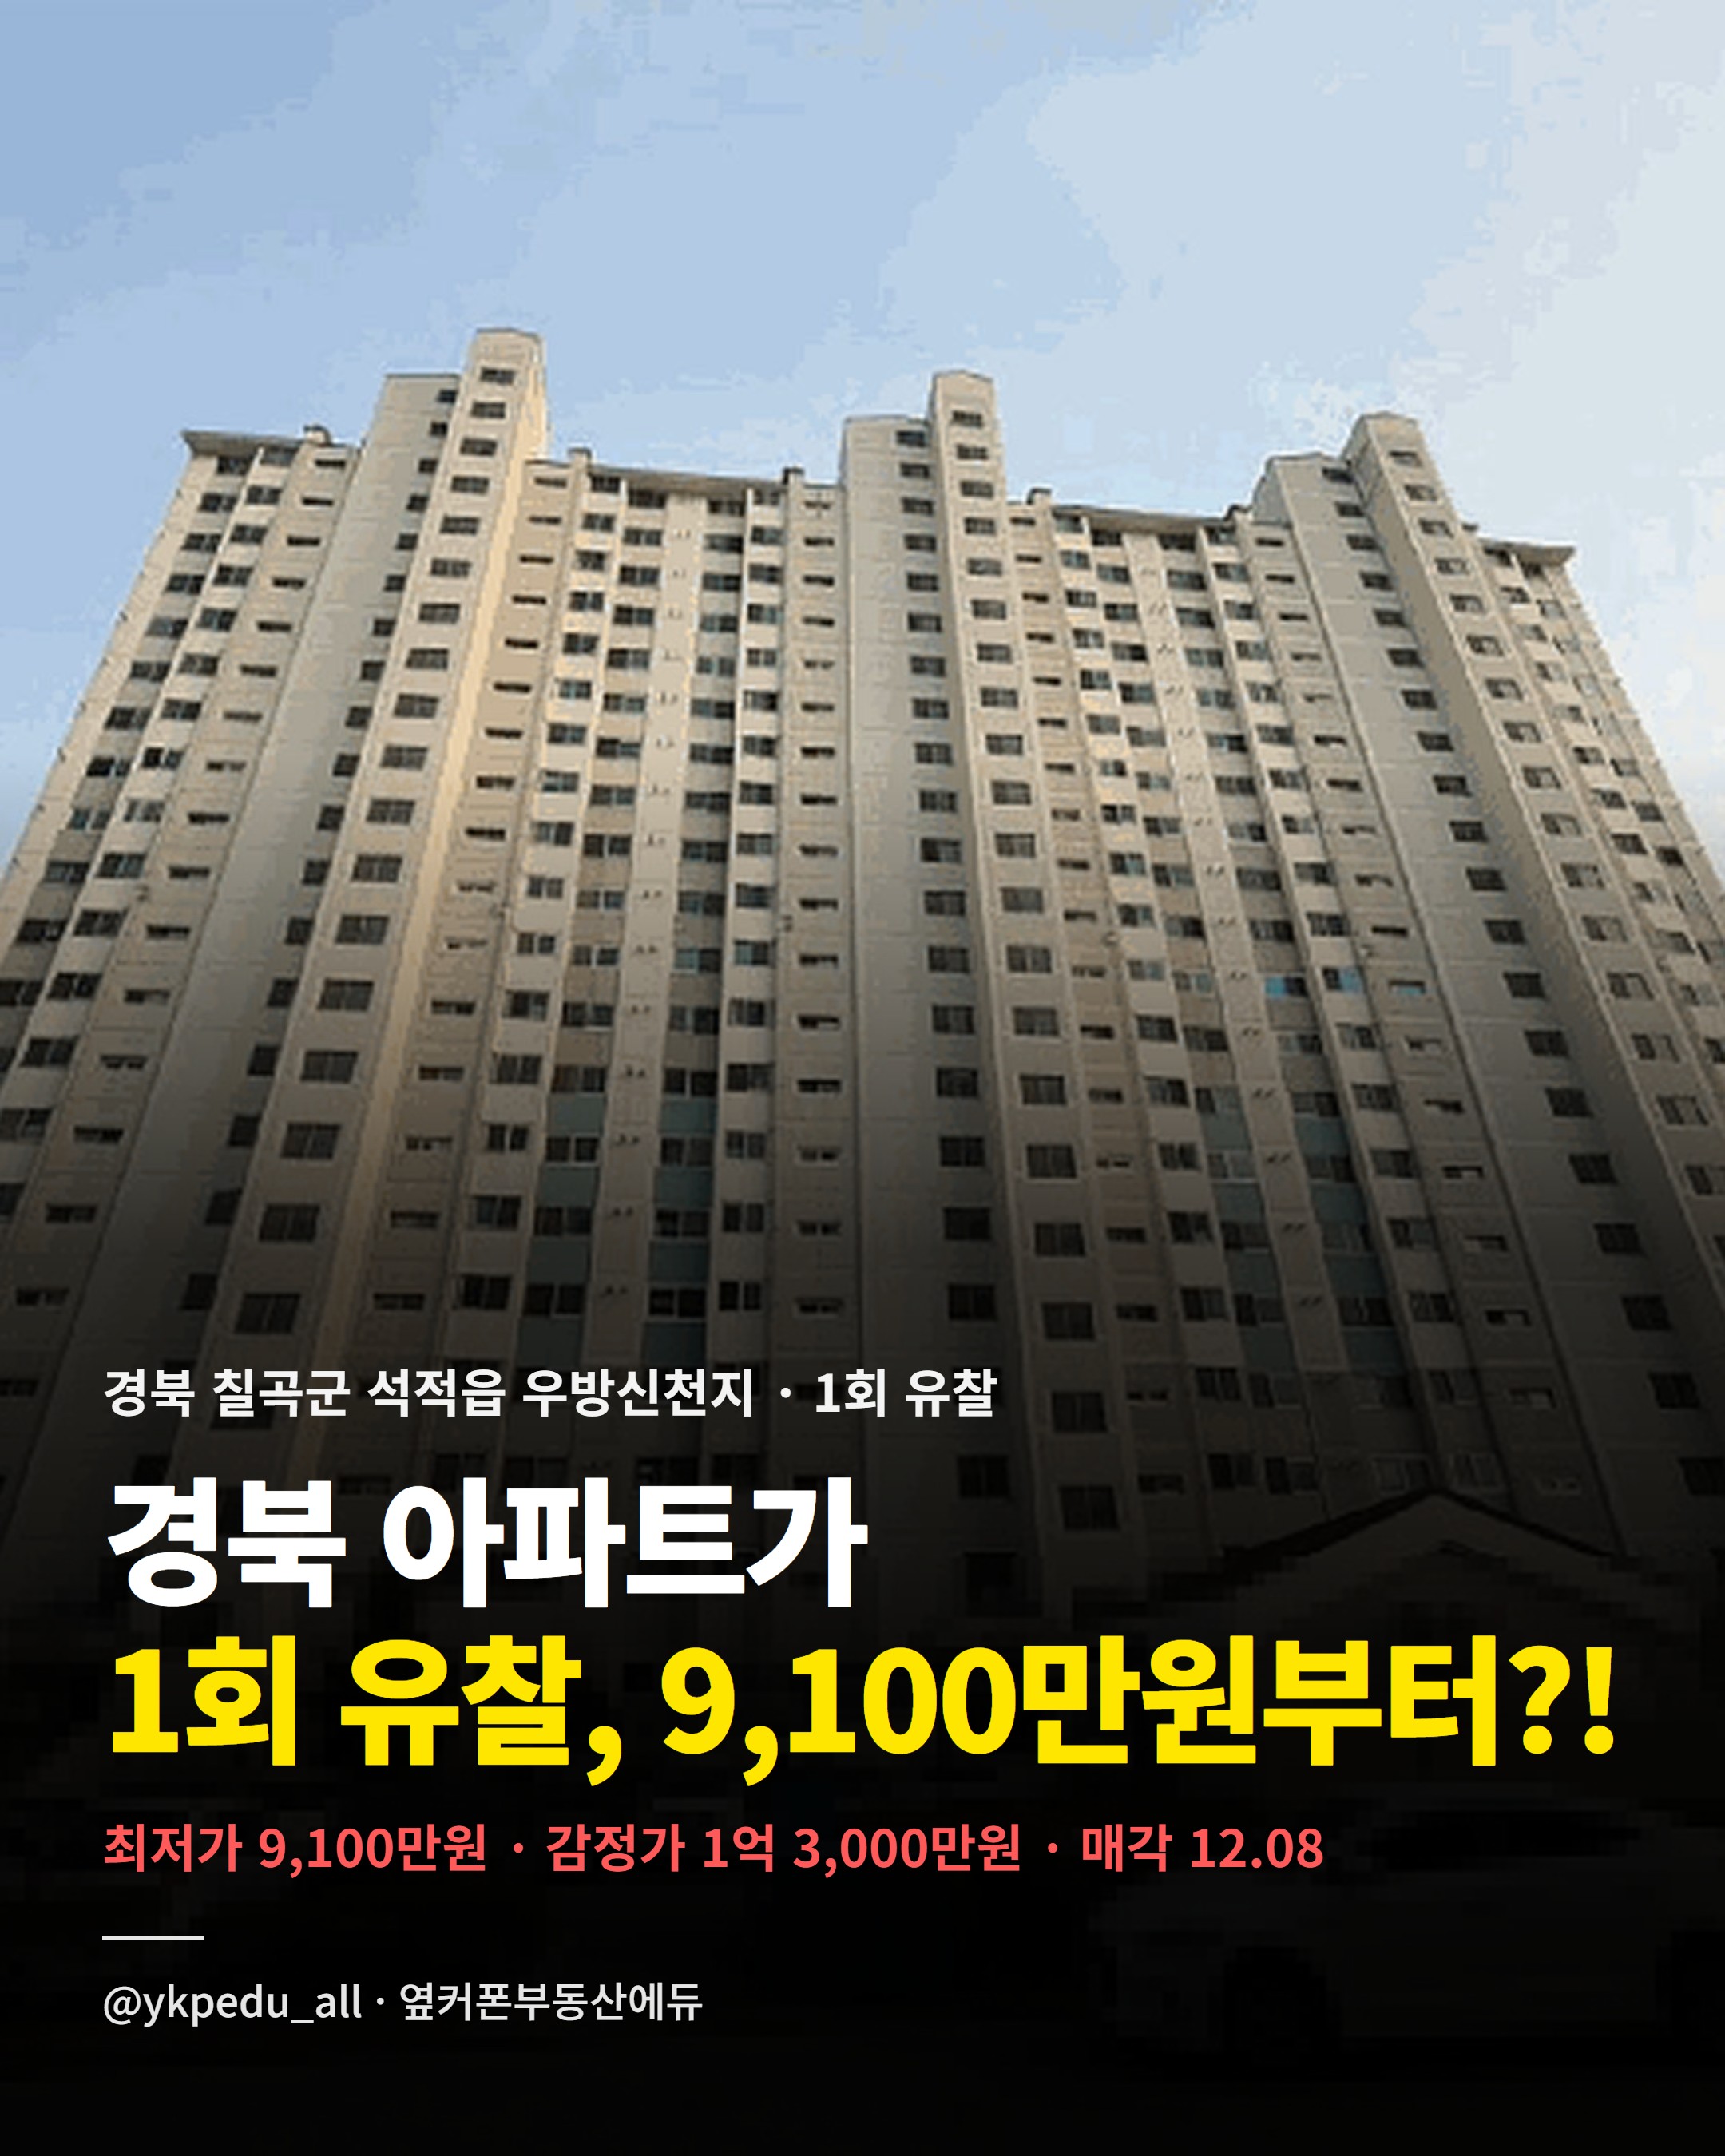 경북 칠곡군 석적읍 우방신천지 · 1회 유찰
경북 아파트가
1회 유찰, 9,100만원부터?!
최저가 9,100만원 · 감정가 1억 3,000만원 · 매각 12.08
@ykpedu_all · 옆커폰부동산에듀